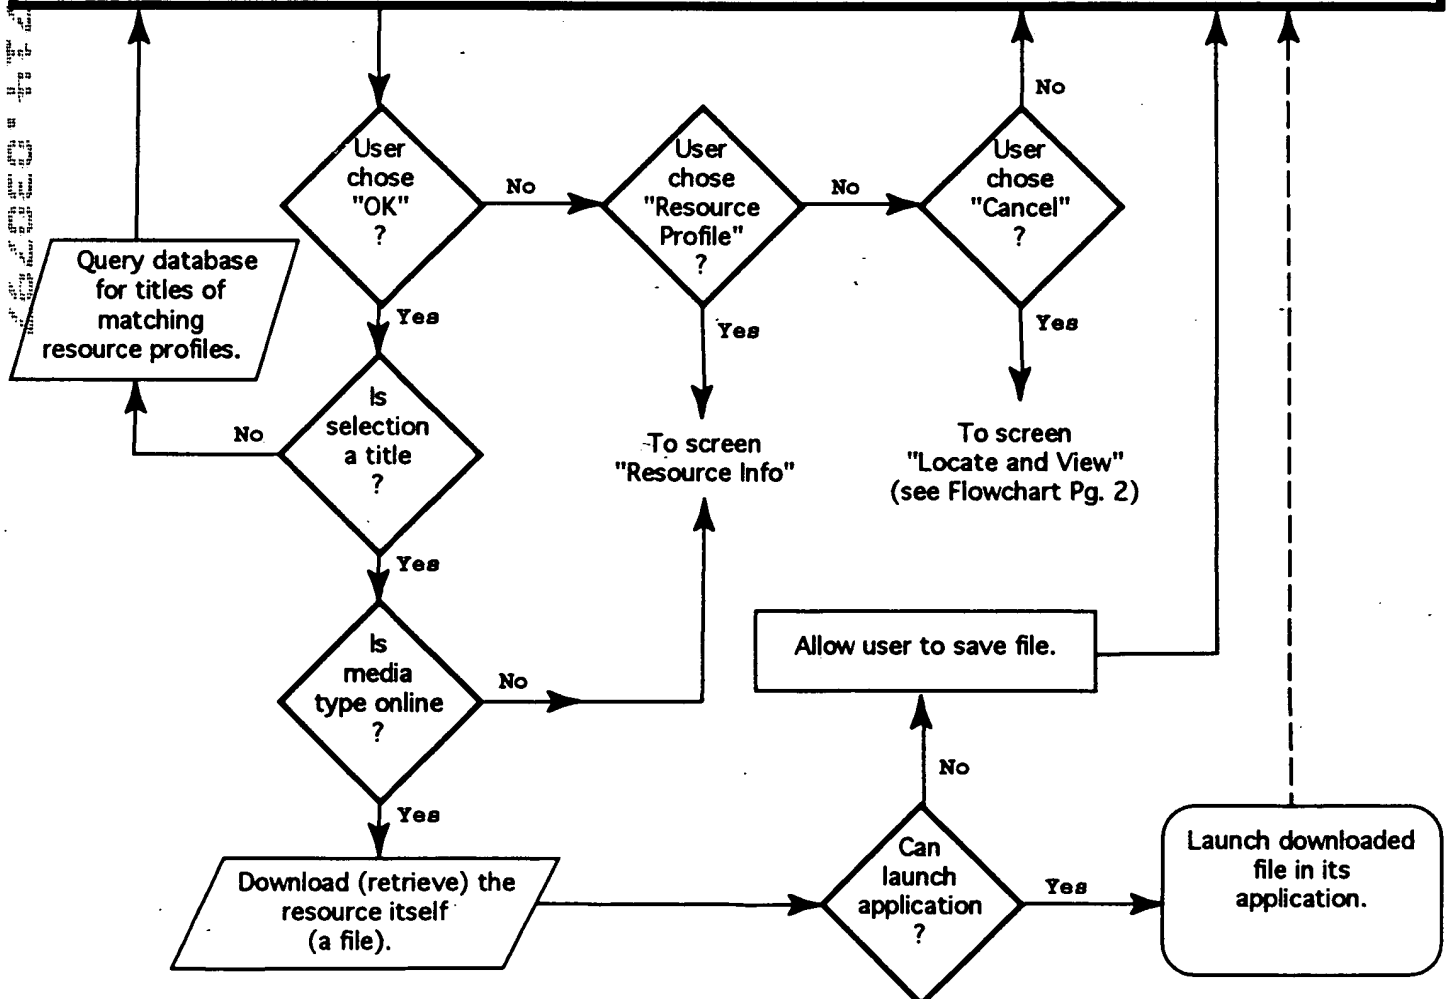 No
User
chose
"OK"
?
No
User
chose
"Resource
Profile"
?
No
User
chose
"Cancel"
?
Query database
for titles of
matching
resource profiles.
Yes
Yes
Yes
No
Is
selection
a title
?
To screen
"Resource Info"
To screen
"Locate and View"
(see Flowchart Pg. 2)
Yes
Is
media
type online
?
No
Allow user to save file.
No
Yes
Download (retrieve) the
resource itself
(a file).
Can
launch
application
?
Yes
Launch downloaded
file in its
application.